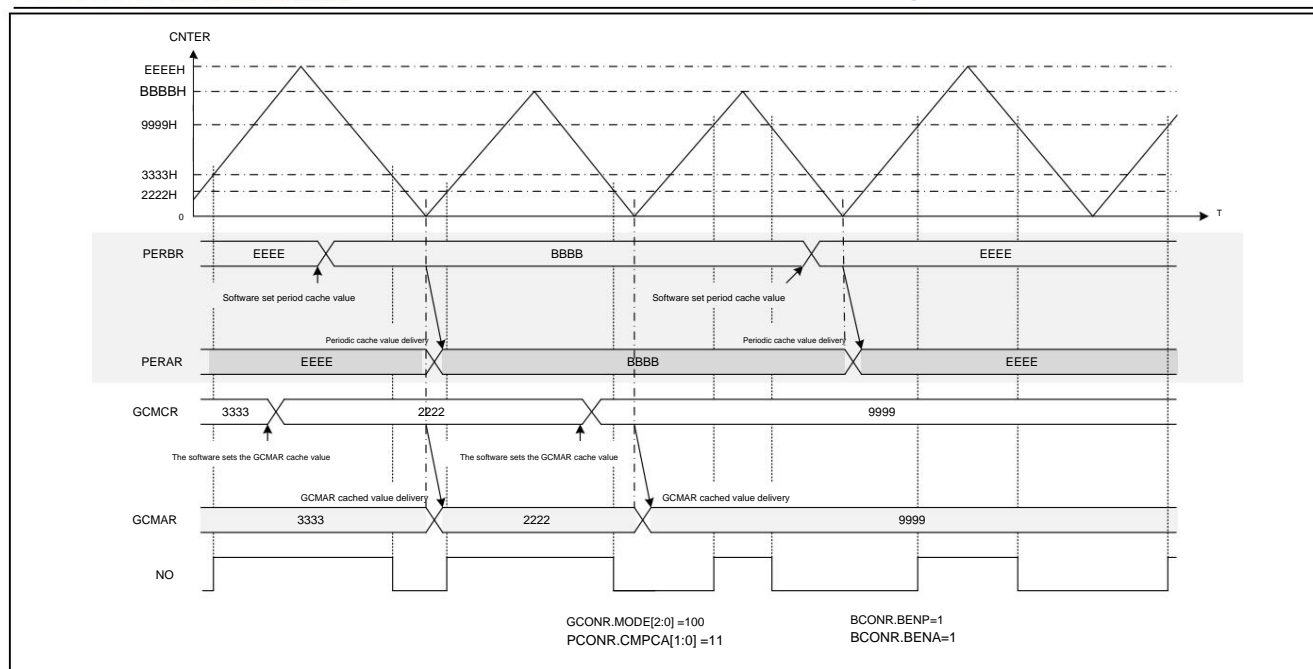 CNTER
EEEEH
BBBBH
9999H
3333H
2222H
0
T
PERBR
EEEE
BBBB
EEEE
Software set period cache value
Software set period cache value
Periodic cache value delivery
Periodic cache value delivery
PERAR
EEEE
BBBB
EEEE
GCMCR
3333
2222
9999
The software sets the GCMAR cache value
The software sets the GCMAR cache value
GCMAR cached value delivery
GCMAR cached value delivery
GCMAR
3333
2222
9999
NO
GCONR.MODE[2:0] =100
BCONR.BENP=1
PCONR.CMPCA[1:0] =11
BCONR.BENA=1